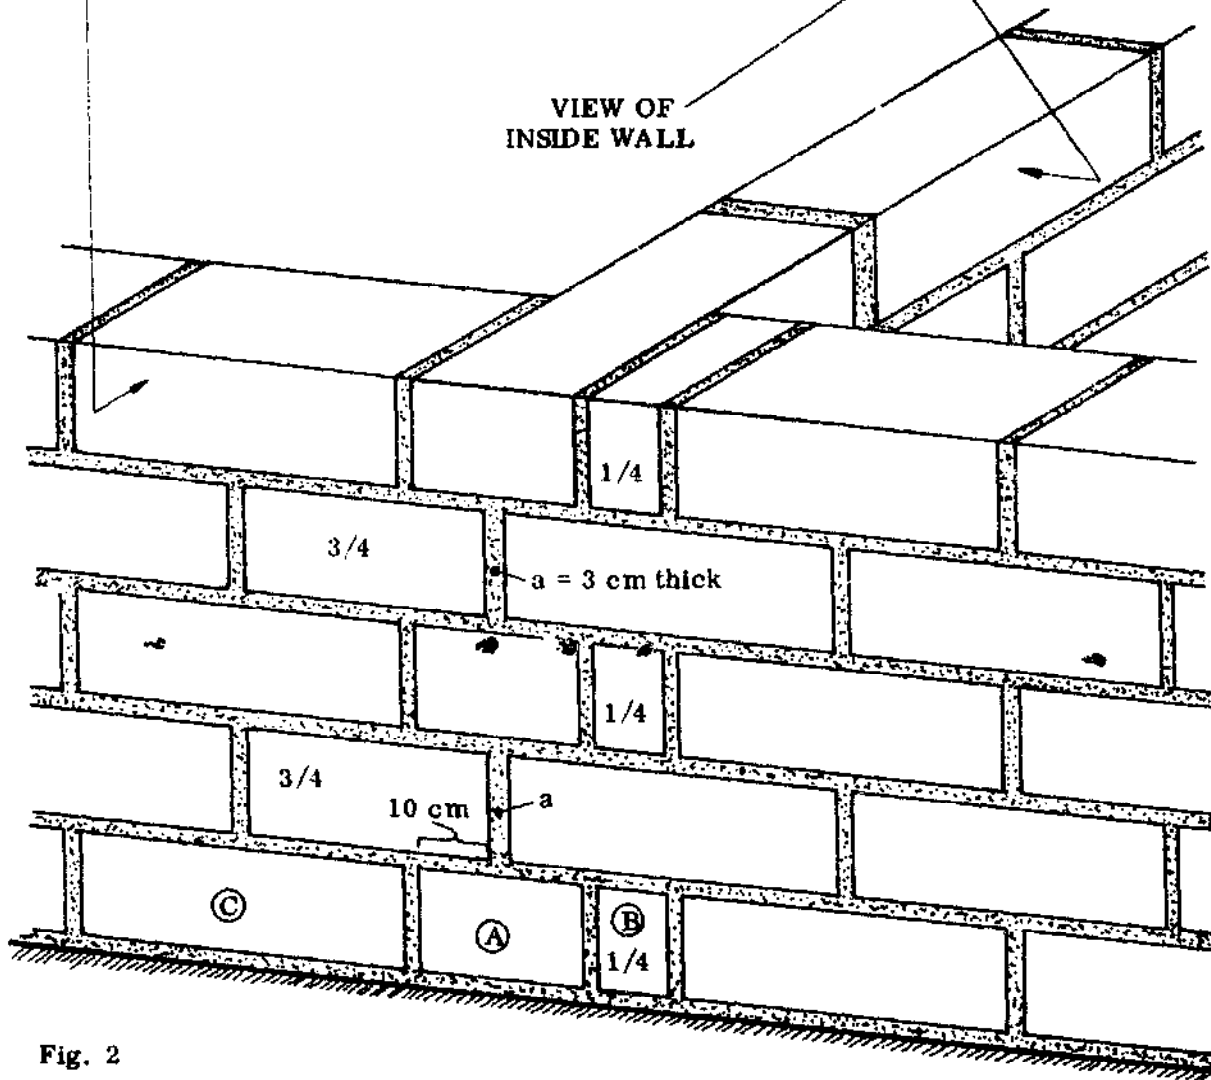 VIEW OF
INSIDE WALL
1/4
3/4
a = 3 cm thick
1/4
3/4
10 cm
a
C
A
B
1/4
Fig. 2